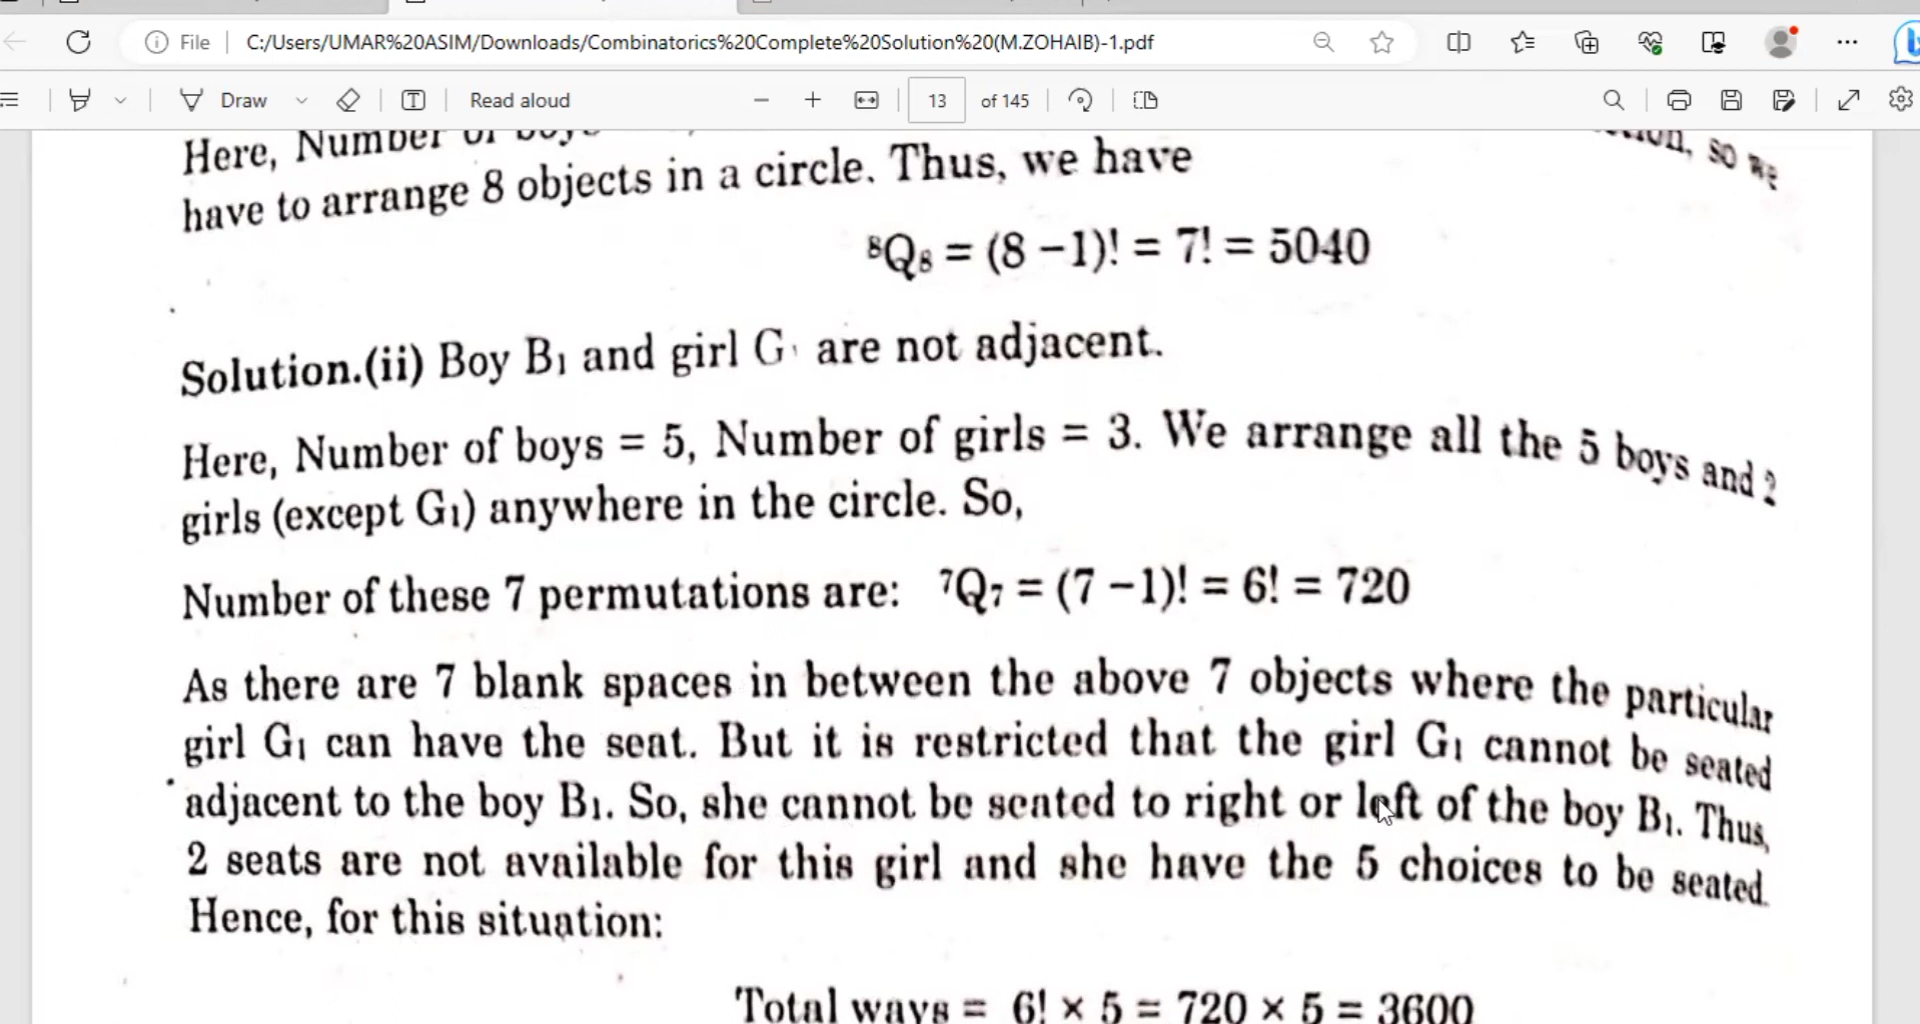 File C:/Users/UMAR%20ASIM/Downloads/Combinatorics%20Complete%20Solution%20(M.ZOHAIB)-1.pdf
Draw Read aloud 13 of 145
Here, Number of boys
have to arrange 8 objects in a circle. Thus, we have
⁸Q₈ = (8 −1)! = 7! = 5040
Solution.(ii) Boy B₁ and girl G are not adjacent.
Here, Number of boys = 5, Number of girls = 3. We arrange all the 5 boys and 2
girls (except G₁) anywhere in the circle. So,
Number of these 7 permutations are: ⁷Q₇ = (7 −1)! = 6! = 720
As there are 7 blank spaces in between the above 7 objects where the particular
girl G₁ can have the seat. But it is restricted that the girl G₁ cannot be seated
adjacent to the boy B₁. So, she cannot be seated to right or left of the boy B₁. Thus,
2 seats are not available for this girl and she have the 5 choices to be seated.
Hence, for this situation:
Total ways = 6! × 5 = 720 × 5 = 3600